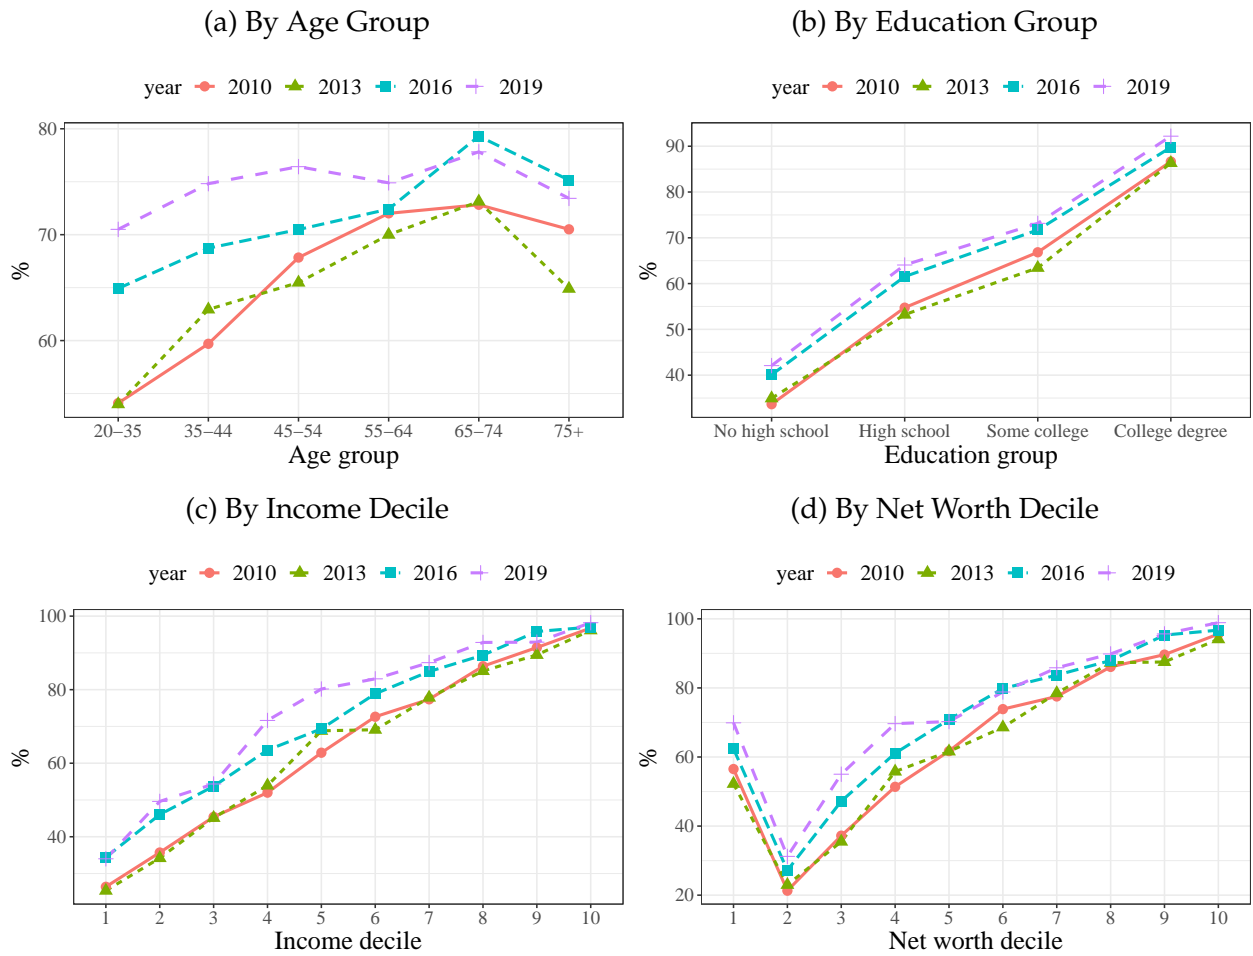 (a) By Age Group
year 2010 2013 2016 2019
80
70
60
%
20–35 35–44 45–54 55–64 65–74 75+
Age group
(b) By Education Group
year 2010 2013 2016 2019
90
80
70
60
50
40
%
No high school High school Some college College degree
Education group
(c) By Income Decile
year 2010 2013 2016 2019
100
80
60
40
%
1 2 3 4 5 6 7 8 9 10
Income decile
(d) By Net Worth Decile
year 2010 2013 2016 2019
100
80
60
40
20
%
1 2 3 4 5 6 7 8 9 10
Net worth decile